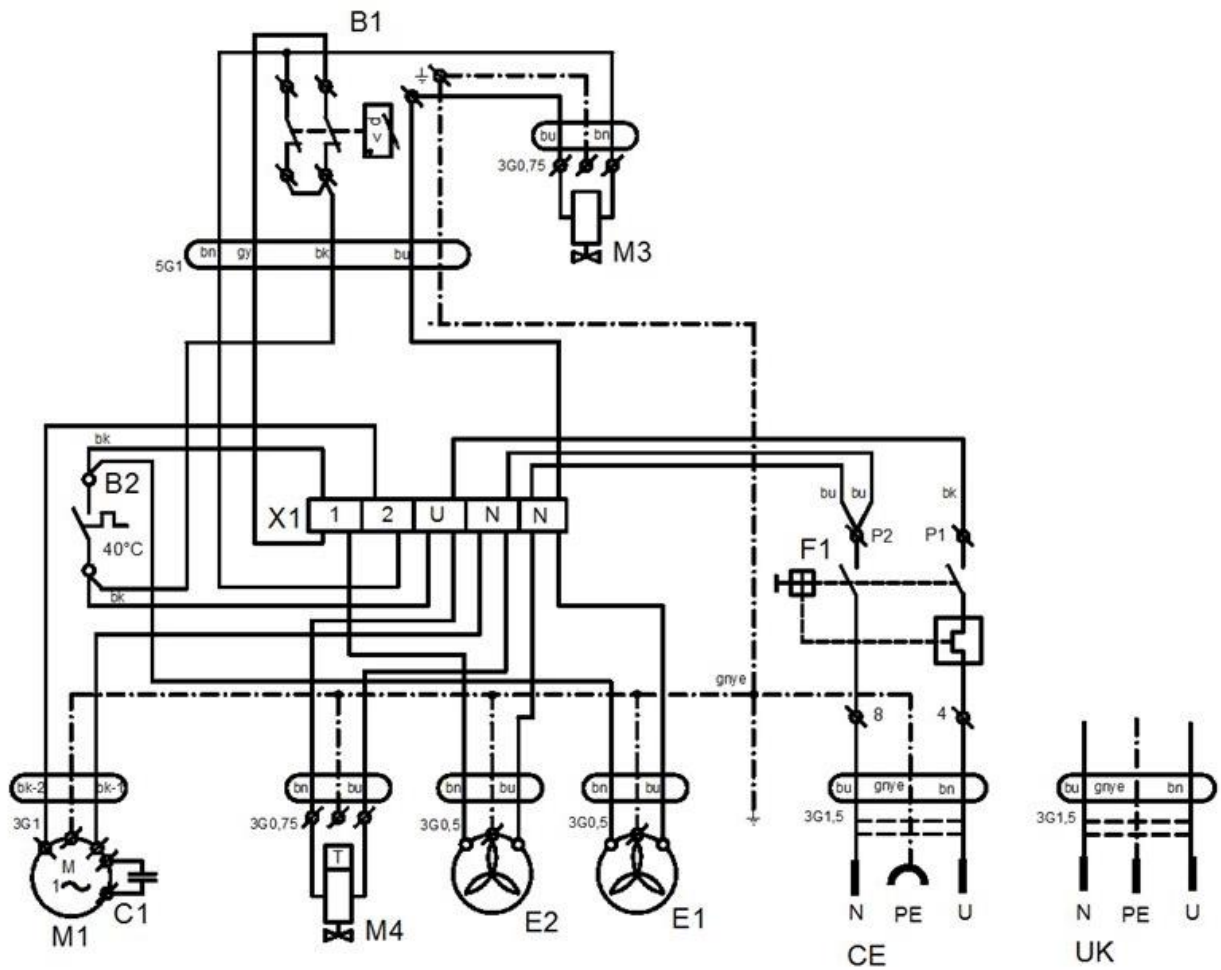 B1
bu bn
3G0,75
p >
M3
bn gy bk bu
5G1
bk
B2
40°C
bk
X1 1 2 U N N
bu bu bk
P2 P1
F1
gnye
8 4
bk-2 bk-1
3G1
M
1~
C1
M1
bn bu
3G0,75
T
M4
bn bu
3G0,5
E2
bn bu
3G0,5
E1
bu gnye bn
3G1,5
N PE U
CE
bu gnye bn
3G1,5
N PE U
UK